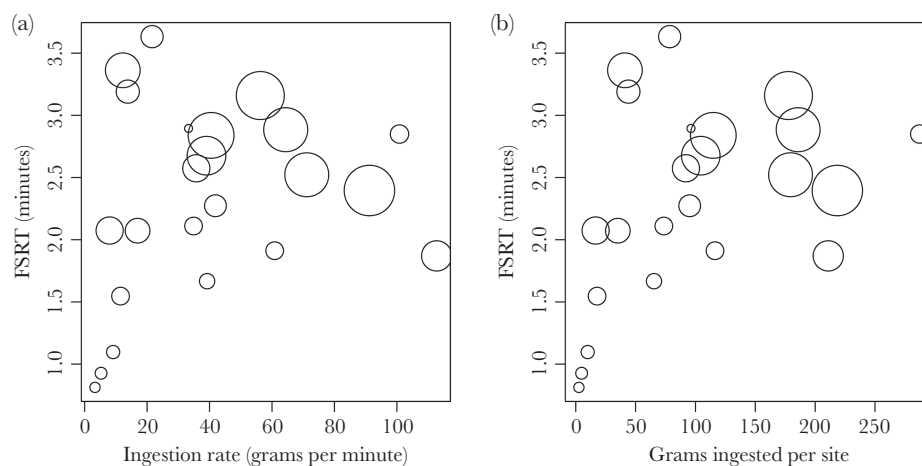 (a)
FSRT (minutes)
3.5
3.0
2.5
2.0
1.5
1.0
0 20 40 60 80 100
Ingestion rate (grams per minute)
(b)
FSRT (minutes)
3.5
3.0
2.5
2.0
1.5
1.0
0 50 100 150 200 250
Grams ingested per site